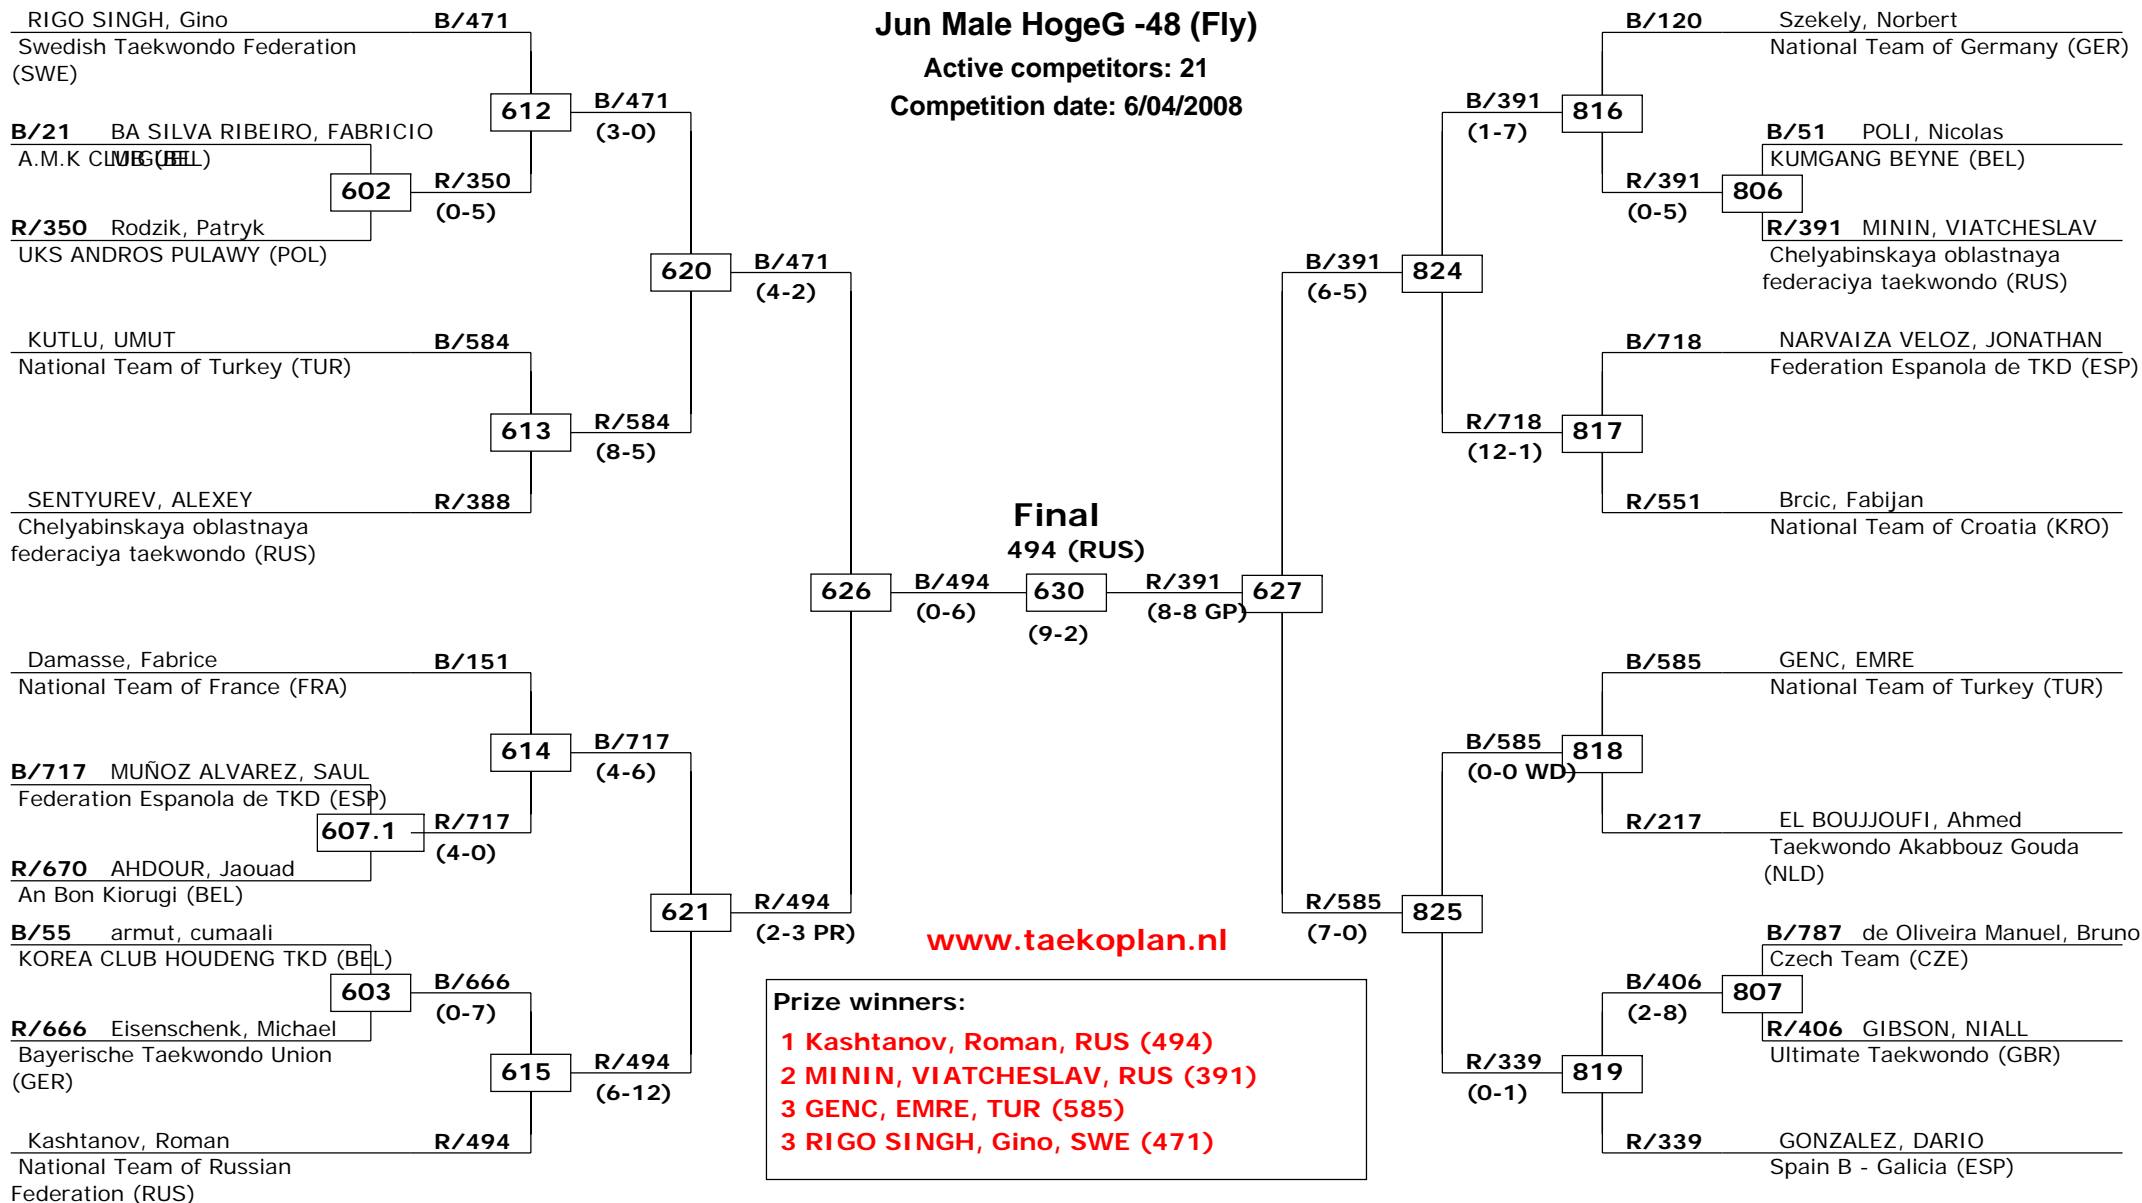 Jun Male HogeG -48 (Fly)
Active competitors: 21
Competition date: 6/04/2008
RIGO SINGH, Gino B/471
Swedish Taekwondo Federation
(SWE)
612
B/471
(3-0)
B/21 BA SILVA RIBEIRO, FABRICIO
MIGUEL
A.M.K CLUB (BEL)
602
R/350
(0-5)
R/350 Rodzik, Patryk
UKS ANDROS PULAWY (POL)
620
B/471
(4-2)
KUTLU, UMUT B/584
National Team of Turkey (TUR)
613
R/584
(8-5)
SENTYUREV, ALEXEY R/388
Chelyabinskaya oblastnaya
federaciya taekwondo (RUS)
626
B/494
(0-6)
Damasse, Fabrice B/151
National Team of France (FRA)
614
B/717
(4-6)
B/717 MUÑOZ ALVAREZ, SAUL
Federation Espanola de TKD (ESP)
607.1
R/717
(4-0)
R/670 AHDOUR, Jaouad
An Bon Kiorugi (BEL)
621
R/494
(2-3 PR)
B/55 armut, cumaali
KOREA CLUB HOUDENG TKD (BEL)
603
B/666
(0-7)
R/666 Eisenschenk, Michael
Bayerische Taekwondo Union
(GER)
615
R/494
(6-12)
Kashtanov, Roman R/494
National Team of Russian
Federation (RUS)
Final
494 (RUS)
630
(9-2)
R/391
(8-8 GP)
627
B/120 Szekely, Norbert
National Team of Germany (GER)
B/391
(1-7)
816
B/51 POLI, Nicolas
KUMGANG BEYNE (BEL)
R/391
(0-5)
806
R/391 MININ, VIATCHESLAV
Chelyabinskaya oblastnaya
federaciya taekwondo (RUS)
B/391
(6-5)
824
B/718 NARVAIZA VELOZ, JONATHAN
Federation Espanola de TKD (ESP)
R/718
(12-1)
817
R/551 Brcic, Fabijan
National Team of Croatia (KRO)
B/585 GENC, EMRE
National Team of Turkey (TUR)
B/585
(0-0 WD)
818
R/217 EL BOUJJOUFI, Ahmed
Taekwondo Akabbouz Gouda
(NLD)
R/585
(7-0)
825
B/787 de Oliveira Manuel, Bruno
Czech Team (CZE)
B/406
(2-8)
807
R/406 GIBSON, NIALL
Ultimate Taekwondo (GBR)
R/339
(0-1)
819
R/339 GONZALEZ, DARIO
Spain B - Galicia (ESP)
www.taekoplan.nl
Prize winners:
1 Kashtanov, Roman, RUS (494)
2 MININ, VIATCHESLAV, RUS (391)
3 GENC, EMRE, TUR (585)
3 RIGO SINGH, Gino, SWE (471)